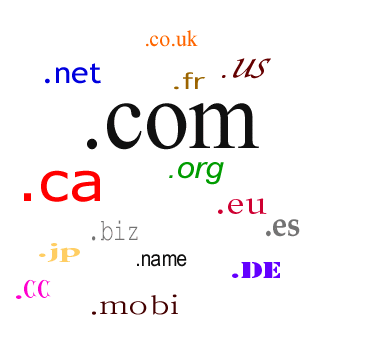 .co.uk
.us
.net
.fr
.com
.org
.ca
.eu
.es
.biz
.jp
.name
.DE
.cc
.mobi